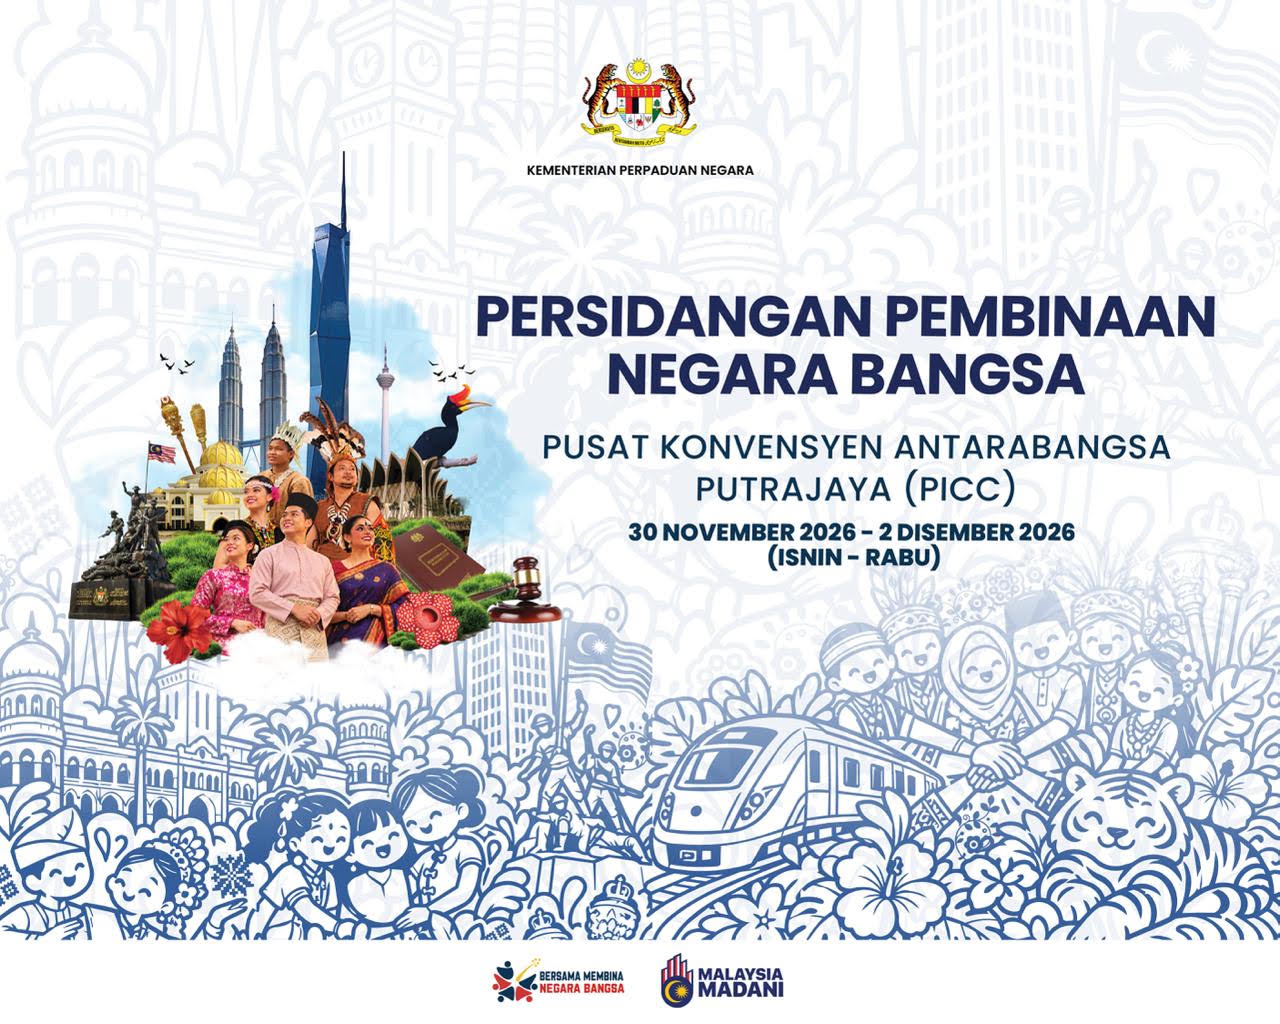 KEMENTERIAN PERPADUAN NEGARA
PERSIDANGAN PEMBINAAN
NEGARA BANGSA
PUSAT KONVENSYEN ANTARABANGSA
PUTRAJAYA (PICC)
30 NOVEMBER 2026 – 2 DISEMBER 2026
(ISNIN – RABU)
BERSAMA MEMBINA
NEGARA BANGSA
MALAYSIA
MADANI